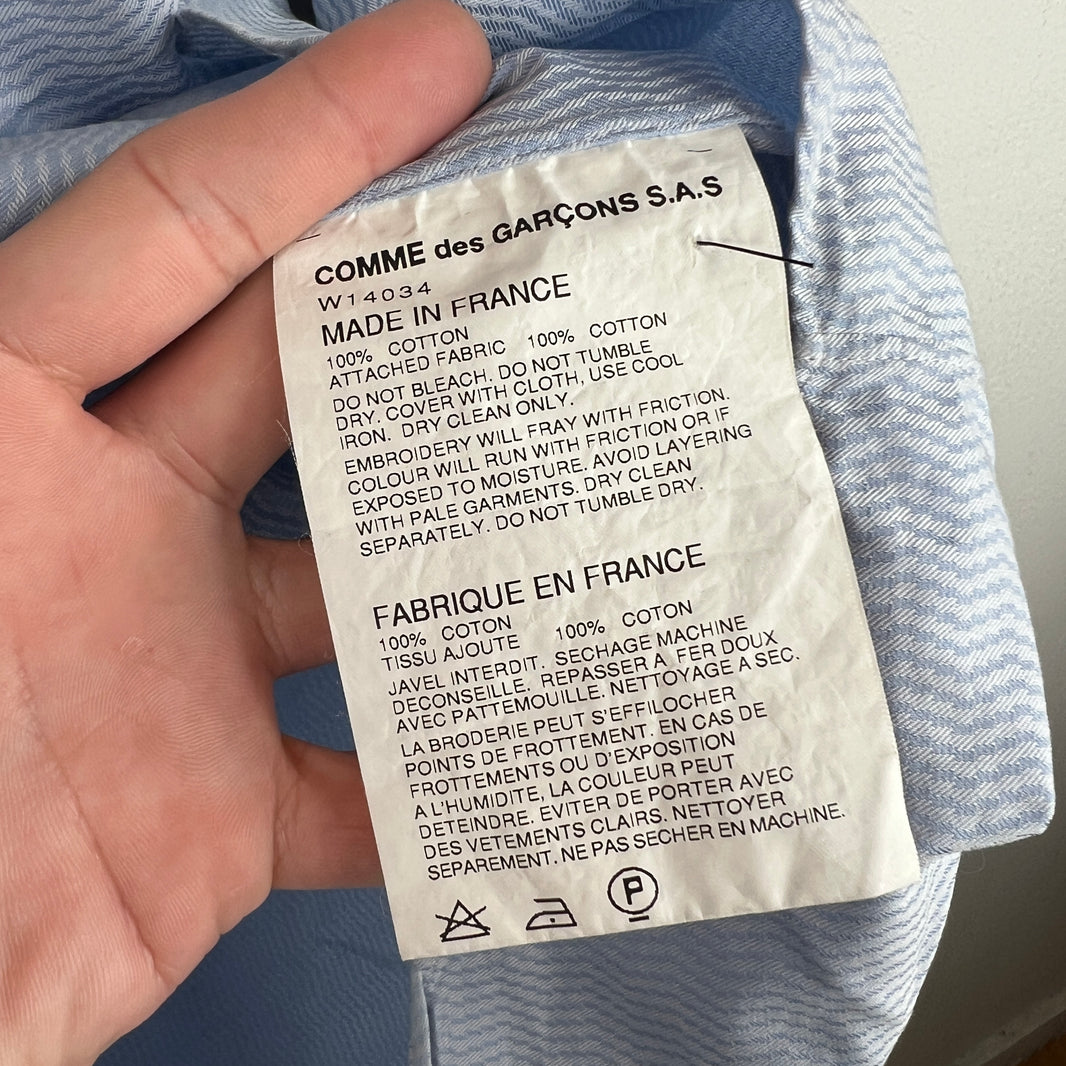 COMME des GARÇONS S.A.S
W14034
MADE IN FRANCE
100% COTTON
ATTACHED FABRIC 100% COTTON
DO NOT BLEACH. DO NOT TUMBLE
DRY. COVER WITH CLOTH, USE COOL
IRON. DRY CLEAN ONLY.
EMBROIDERY WILL FRAY WITH FRICTION.
COLOUR WILL RUN WITH FRICTION OR IF
EXPOSED TO MOISTURE. AVOID LAYERING
WITH PALE GARMENTS. DRY CLEAN
SEPARATELY. DO NOT TUMBLE DRY.
FABRIQUE EN FRANCE
100% COTON
TISSU AJOUTE 100% COTON
JAVEL INTERDIT. SECHAGE MACHINE
DECONSEILLE. REPASSER A FER DOUX
AVEC PATTEMOUILLE. NETTOYAGE A SEC.
LA BRODERIE PEUT S'EFFILOCHER
POINTS DE FROTTEMENT. EN CAS DE
FROTTEMENTS OU D'EXPOSITION
A L'HUMIDITE, LA COULEUR PEUT
DETEINDRE. EVITER DE PORTER AVEC
DES VETEMENTS CLAIRS. NETTOYER
SEPAREMENT. NE PAS SECHER EN MACHINE.
P